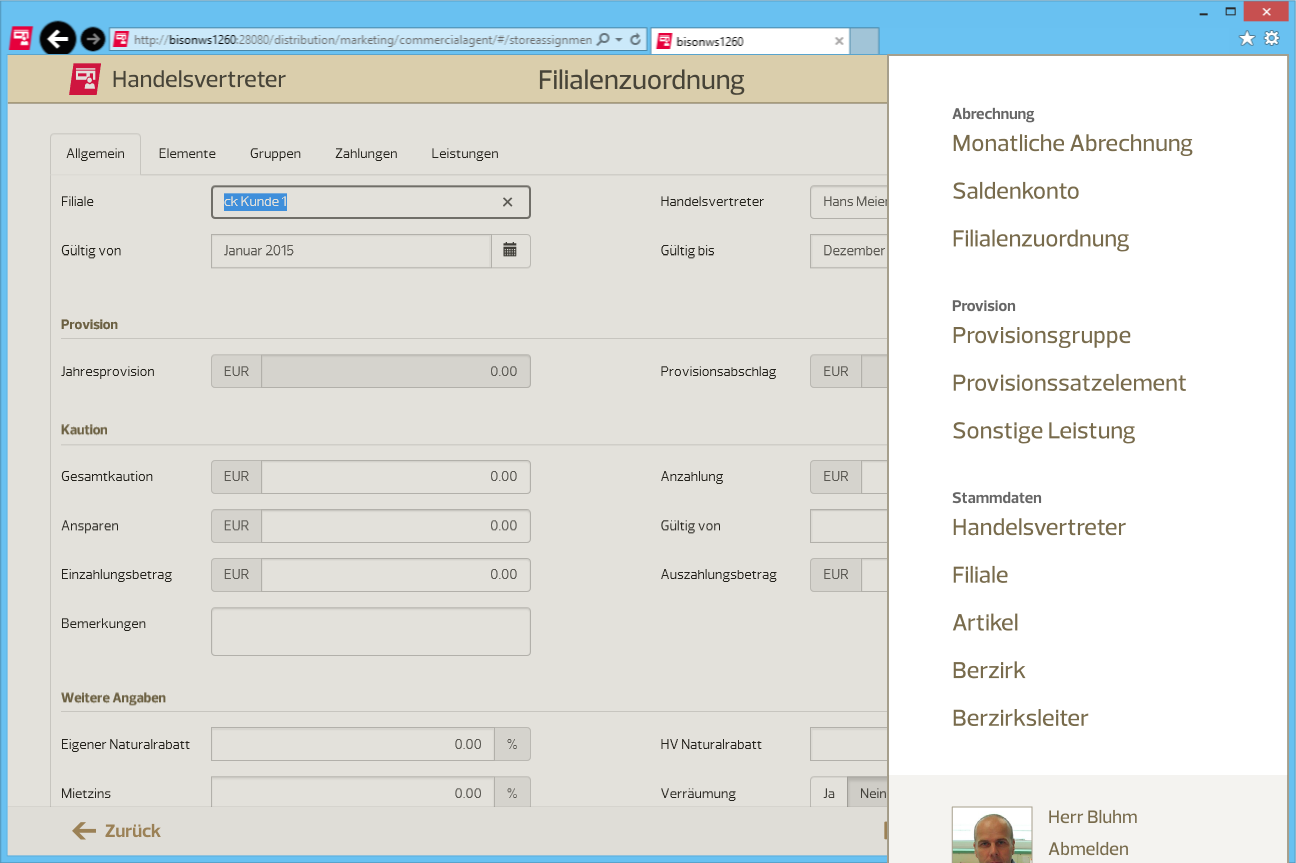 http://bisonws1260:28080/distribution/marketing/commercialagent/#/storeassignmen
bisonws1260
Handelsvertreter
Filialenzuordnung
Allgemein Elemente Gruppen Zahlungen Leistungen
Filiale ck Kunde 1 Handelsvertreter Hans Meier
Gültig von Januar 2015 Gültig bis Dezember
Provision
Jahresprovision EUR 0.00 Provisionsabschlag EUR
Kaution
Gesamtkaution EUR 0.00 Anzahlung EUR
Ansparen EUR 0.00 Gültig von
Einzahlungsbetrag EUR 0.00 Auszahlungsbetrag EUR
Bemerkungen
Weitere Angaben
Eigener Naturalrabatt 0.00 % HV Naturalrabatt
Mietzins 0.00 % Verräumung Ja Nein
Zurück
Abrechnung
Monatliche Abrechnung
Saldenkonto
Filialenzuordnung
Provision
Provisionsgruppe
Provisionssatzelement
Sonstige Leistung
Stammdaten
Handelsvertreter
Filiale
Artikel
Berzirk
Berzirksleiter
Herr Bluhm
Abmelden